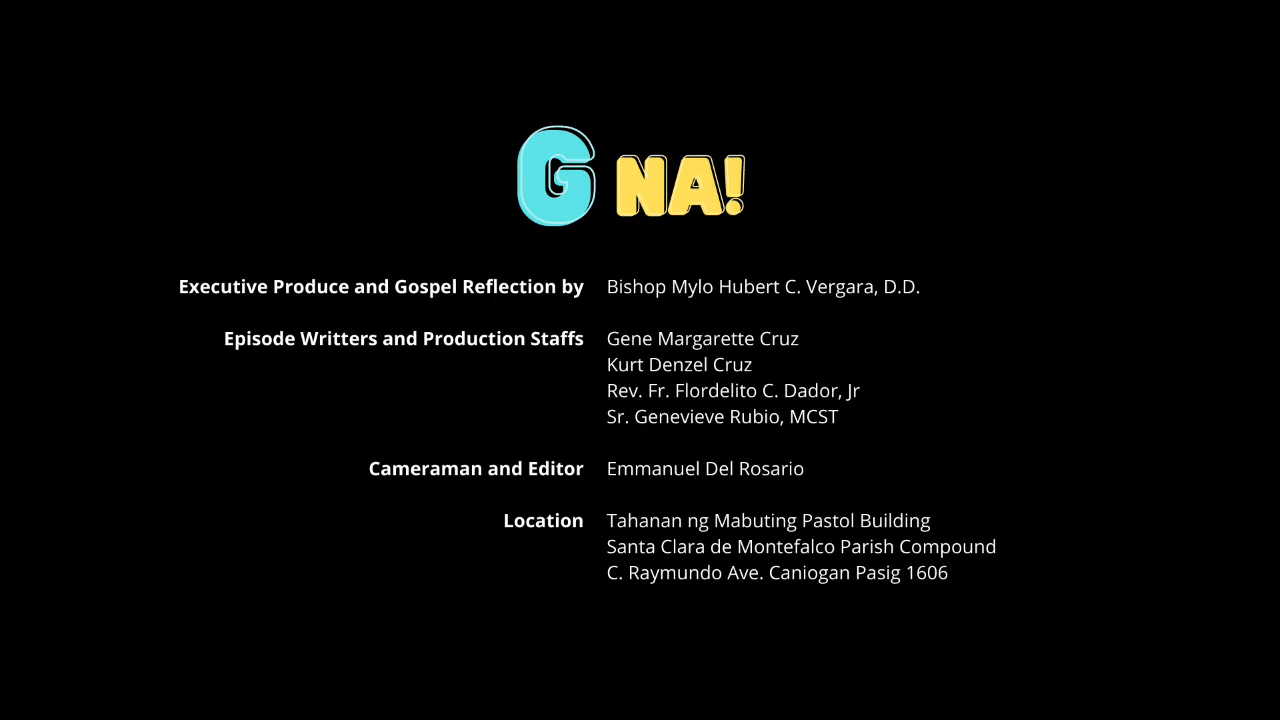 G NA!
Executive Produce and Gospel Reflection by Bishop Mylo Hubert C. Vergara, D.D.
Episode Writters and Production Staffs Gene Margarette Cruz
Kurt Denzel Cruz
Rev. Fr. Flordelito C. Dador, Jr
Sr. Genevieve Rubio, MCST
Cameraman and Editor Emmanuel Del Rosario
Location Tahanan ng Mabuting Pastol Building
Santa Clara de Montefalco Parish Compound
C. Raymundo Ave. Caniogan Pasig 1606